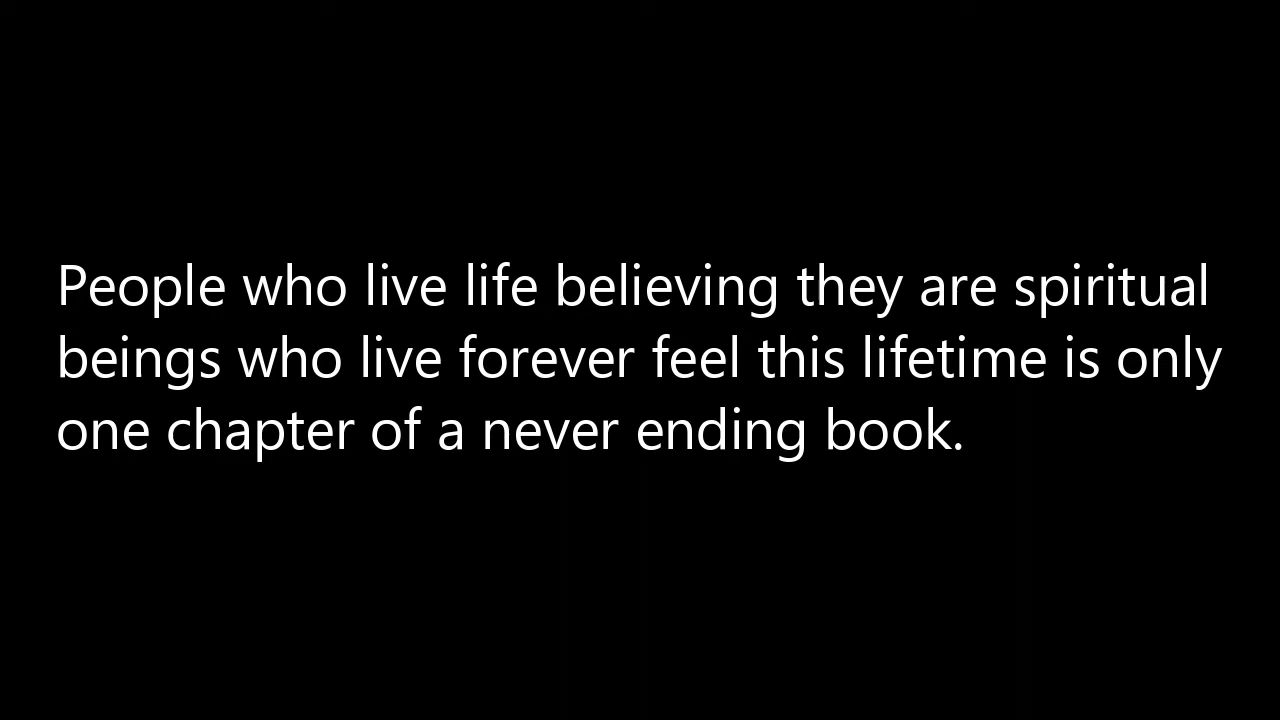 People who live life believing they are spiritual
beings who live forever feel this lifetime is only
one chapter of a never ending book.